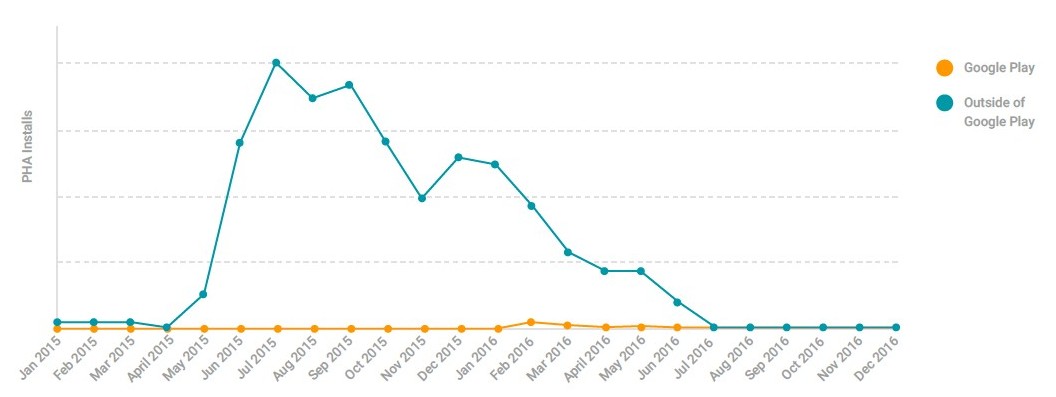 PHA Installs
Google Play
Outside of
Google Play
Jan 2015
Feb 2015
Mar 2015
April 2015
May 2015
Jun 2015
Jul 2015
Aug 2015
Sep 2015
Oct 2015
Nov 2015
Dec 2015
Jan 2016
Feb 2016
Mar 2016
April 2016
May 2016
Jun 2016
Jul 2016
Aug 2016
Sep 2016
Oct 2016
Nov 2016
Dec 2016